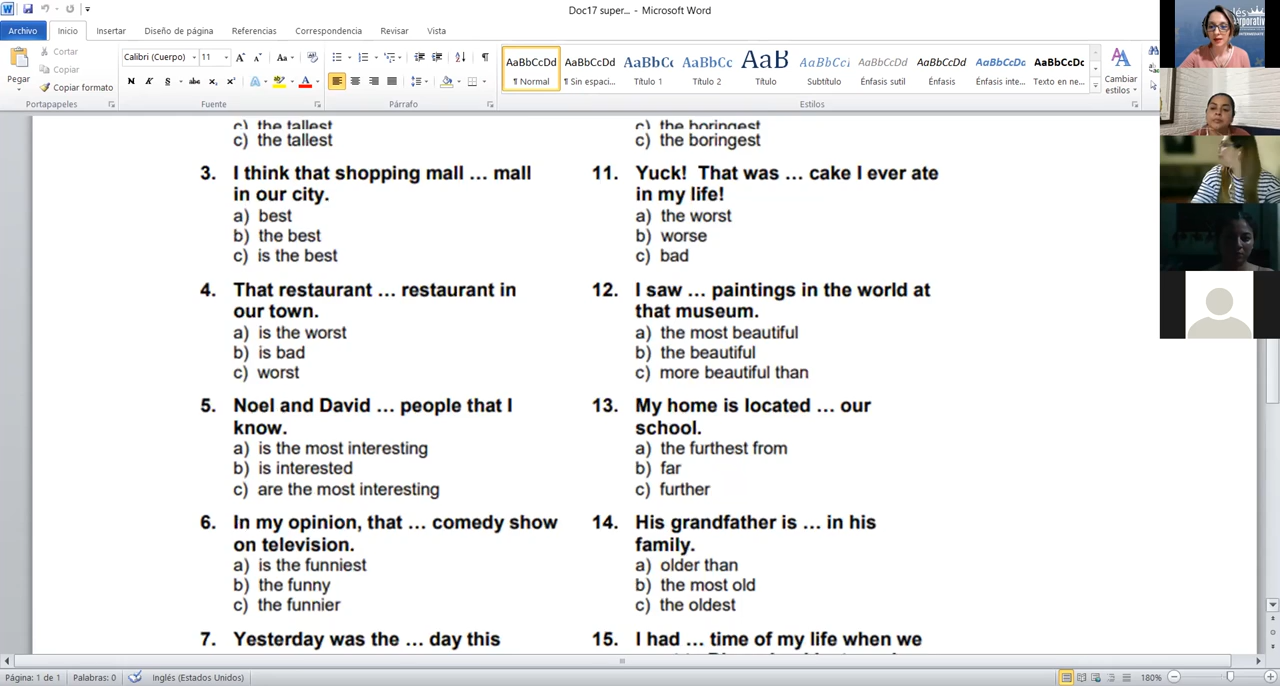 Doc17 super... - Microsoft Word
Archivo Inicio Insertar Diseño de página Referencias Correspondencia Revisar Vista
Pegar
Cortar
Copiar
Copiar formato
Portapapeles
Calibri (Cuerpo) 11
Fuente
Párrafo
AaBbCcDd AaBbCcDd AaBbCc AaBbCc AaB AaBbCcI AaBbCcDd AaBbCcDd AaBbCcDc AaBbCcDc
¶ Normal ¶ Sin espaci... Título 1 Título 2 Título Subtítulo Énfasis sutil Énfasis Énfasis inte... Texto en ne...
Cambiar
estilos
Estilos
INTERMEDIATE
c) the tallest
c) the tallest
3. I think that shopping mall ... mall
in our city.
a) best
b) the best
c) is the best
4. That restaurant ... restaurant in
our town.
a) is the worst
b) is bad
c) worst
5. Noel and David ... people that I
know.
a) is the most interesting
b) is interested
c) are the most interesting
6. In my opinion, that ... comedy show
on television.
a) is the funniest
b) the funny
c) the funnier
7. Yesterday was the ... day this
c) the boringest
c) the boringest
11. Yuck! That was ... cake I ever ate
in my life!
a) the worst
b) worse
c) bad
12. I saw ... paintings in the world at
that museum.
a) the most beautiful
b) the beautiful
c) more beautiful than
13. My home is located ... our
school.
a) the furthest from
b) far
c) further
14. His grandfather is ... in his
family.
a) older than
b) the most old
c) the oldest
15. I had ... time of my life when we
Página: 1 de 1 Palabras: 0 Inglés (Estados Unidos) 180%